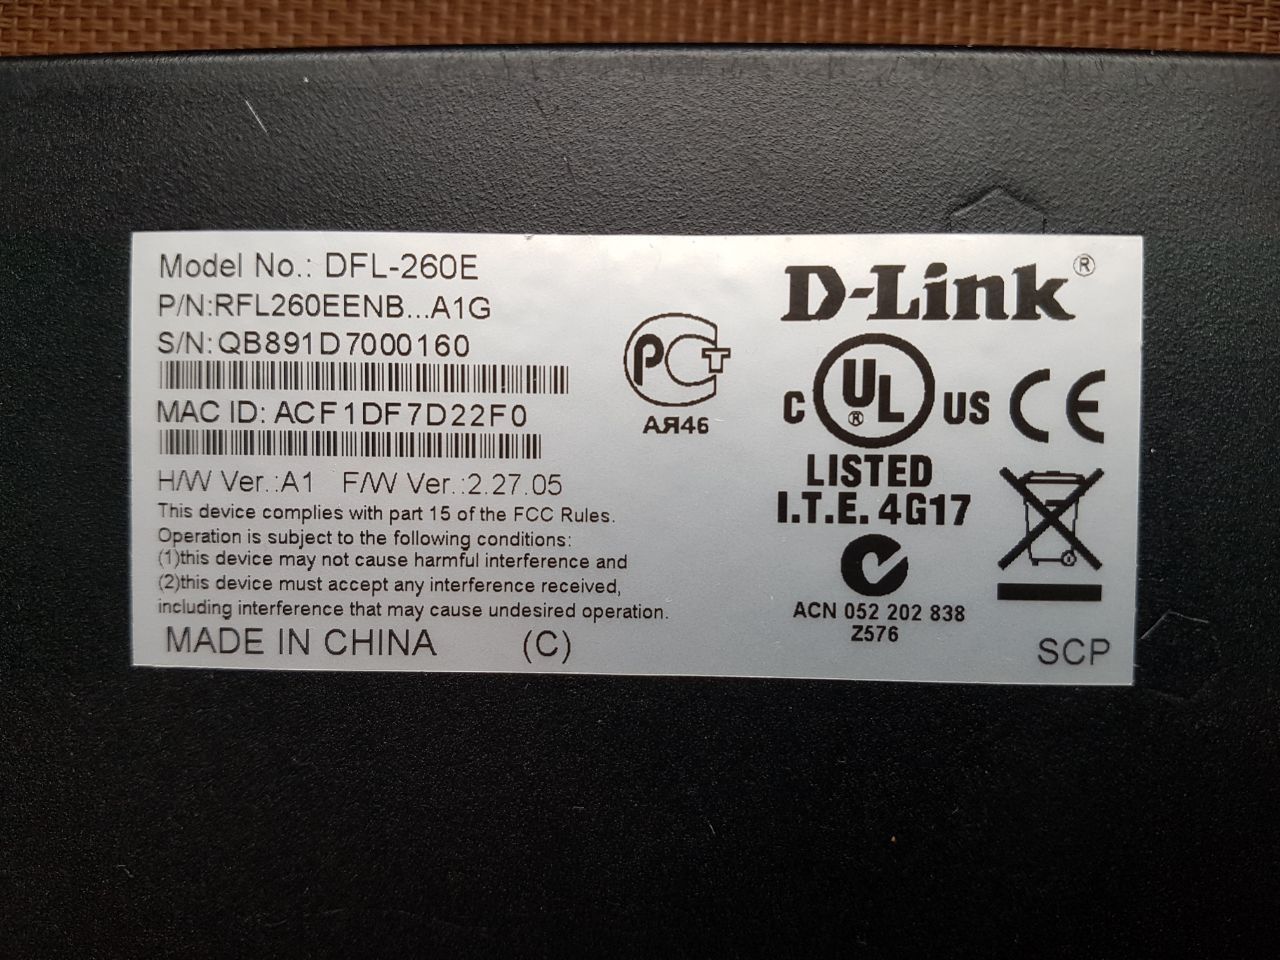 Model No.: DFL-260E
P/N:RFL260EENB...A1G
S/N:QB891D7000160
MAC ID: ACF1DF7D22F0
H/W Ver.:A1 F/W Ver.:2.27.05
This device complies with part 15 of the FCC Rules.
Operation is subject to the following conditions:
(1)this device may not cause harmful interference and
(2)this device must accept any interference received,
including interference that may cause undesired operation.
MADE IN CHINA (C)
РСТ
АЯ46
D-Link®
C UL® US CE
LISTED
I.T.E. 4G17
ACN 052 202 838
Z576
SCP